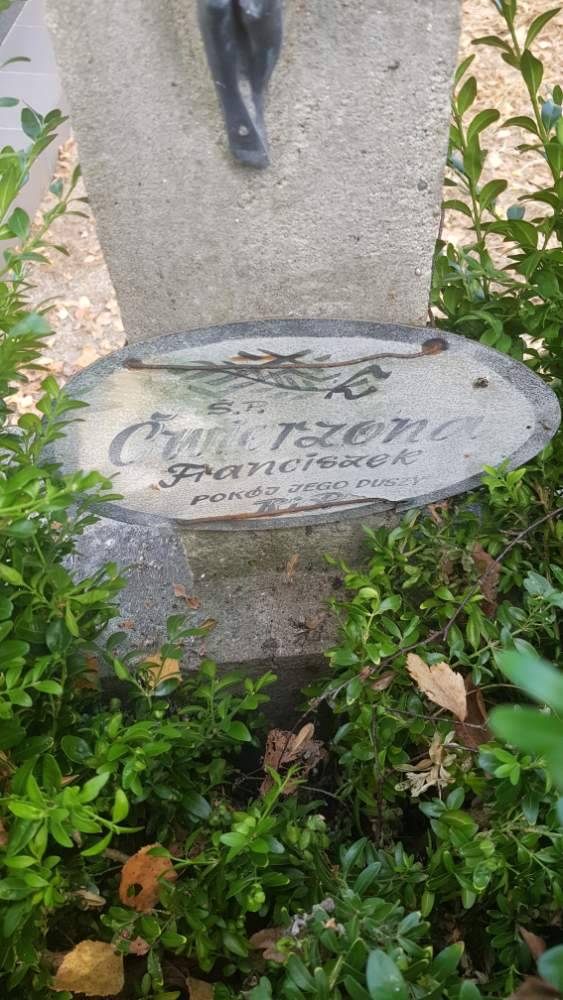 Ś.P.
Ćwierzona
Franciszek
POKÓJ JEGO DUSZY